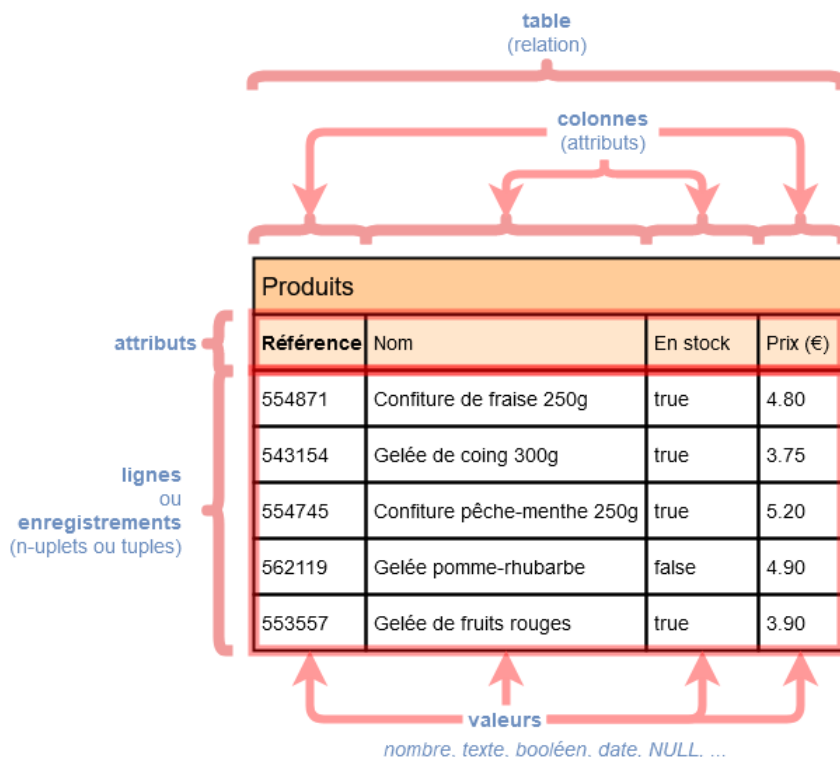 table
(relation)
colonnes
(attributs)
Produits
attributs
Référence Nom En stock Prix (€)
554871 Confiture de fraise 250g true 4.80
543154 Gelée de coing 300g true 3.75
lignes
ou
enregistrements
(n-uplets ou tuples)
554745 Confiture pêche-menthe 250g true 5.20
562119 Gelée pomme-rhubarbe false 4.90
553557 Gelée de fruits rouges true 3.90
valeurs
nombre, texte, booléen, date, NULL, ...